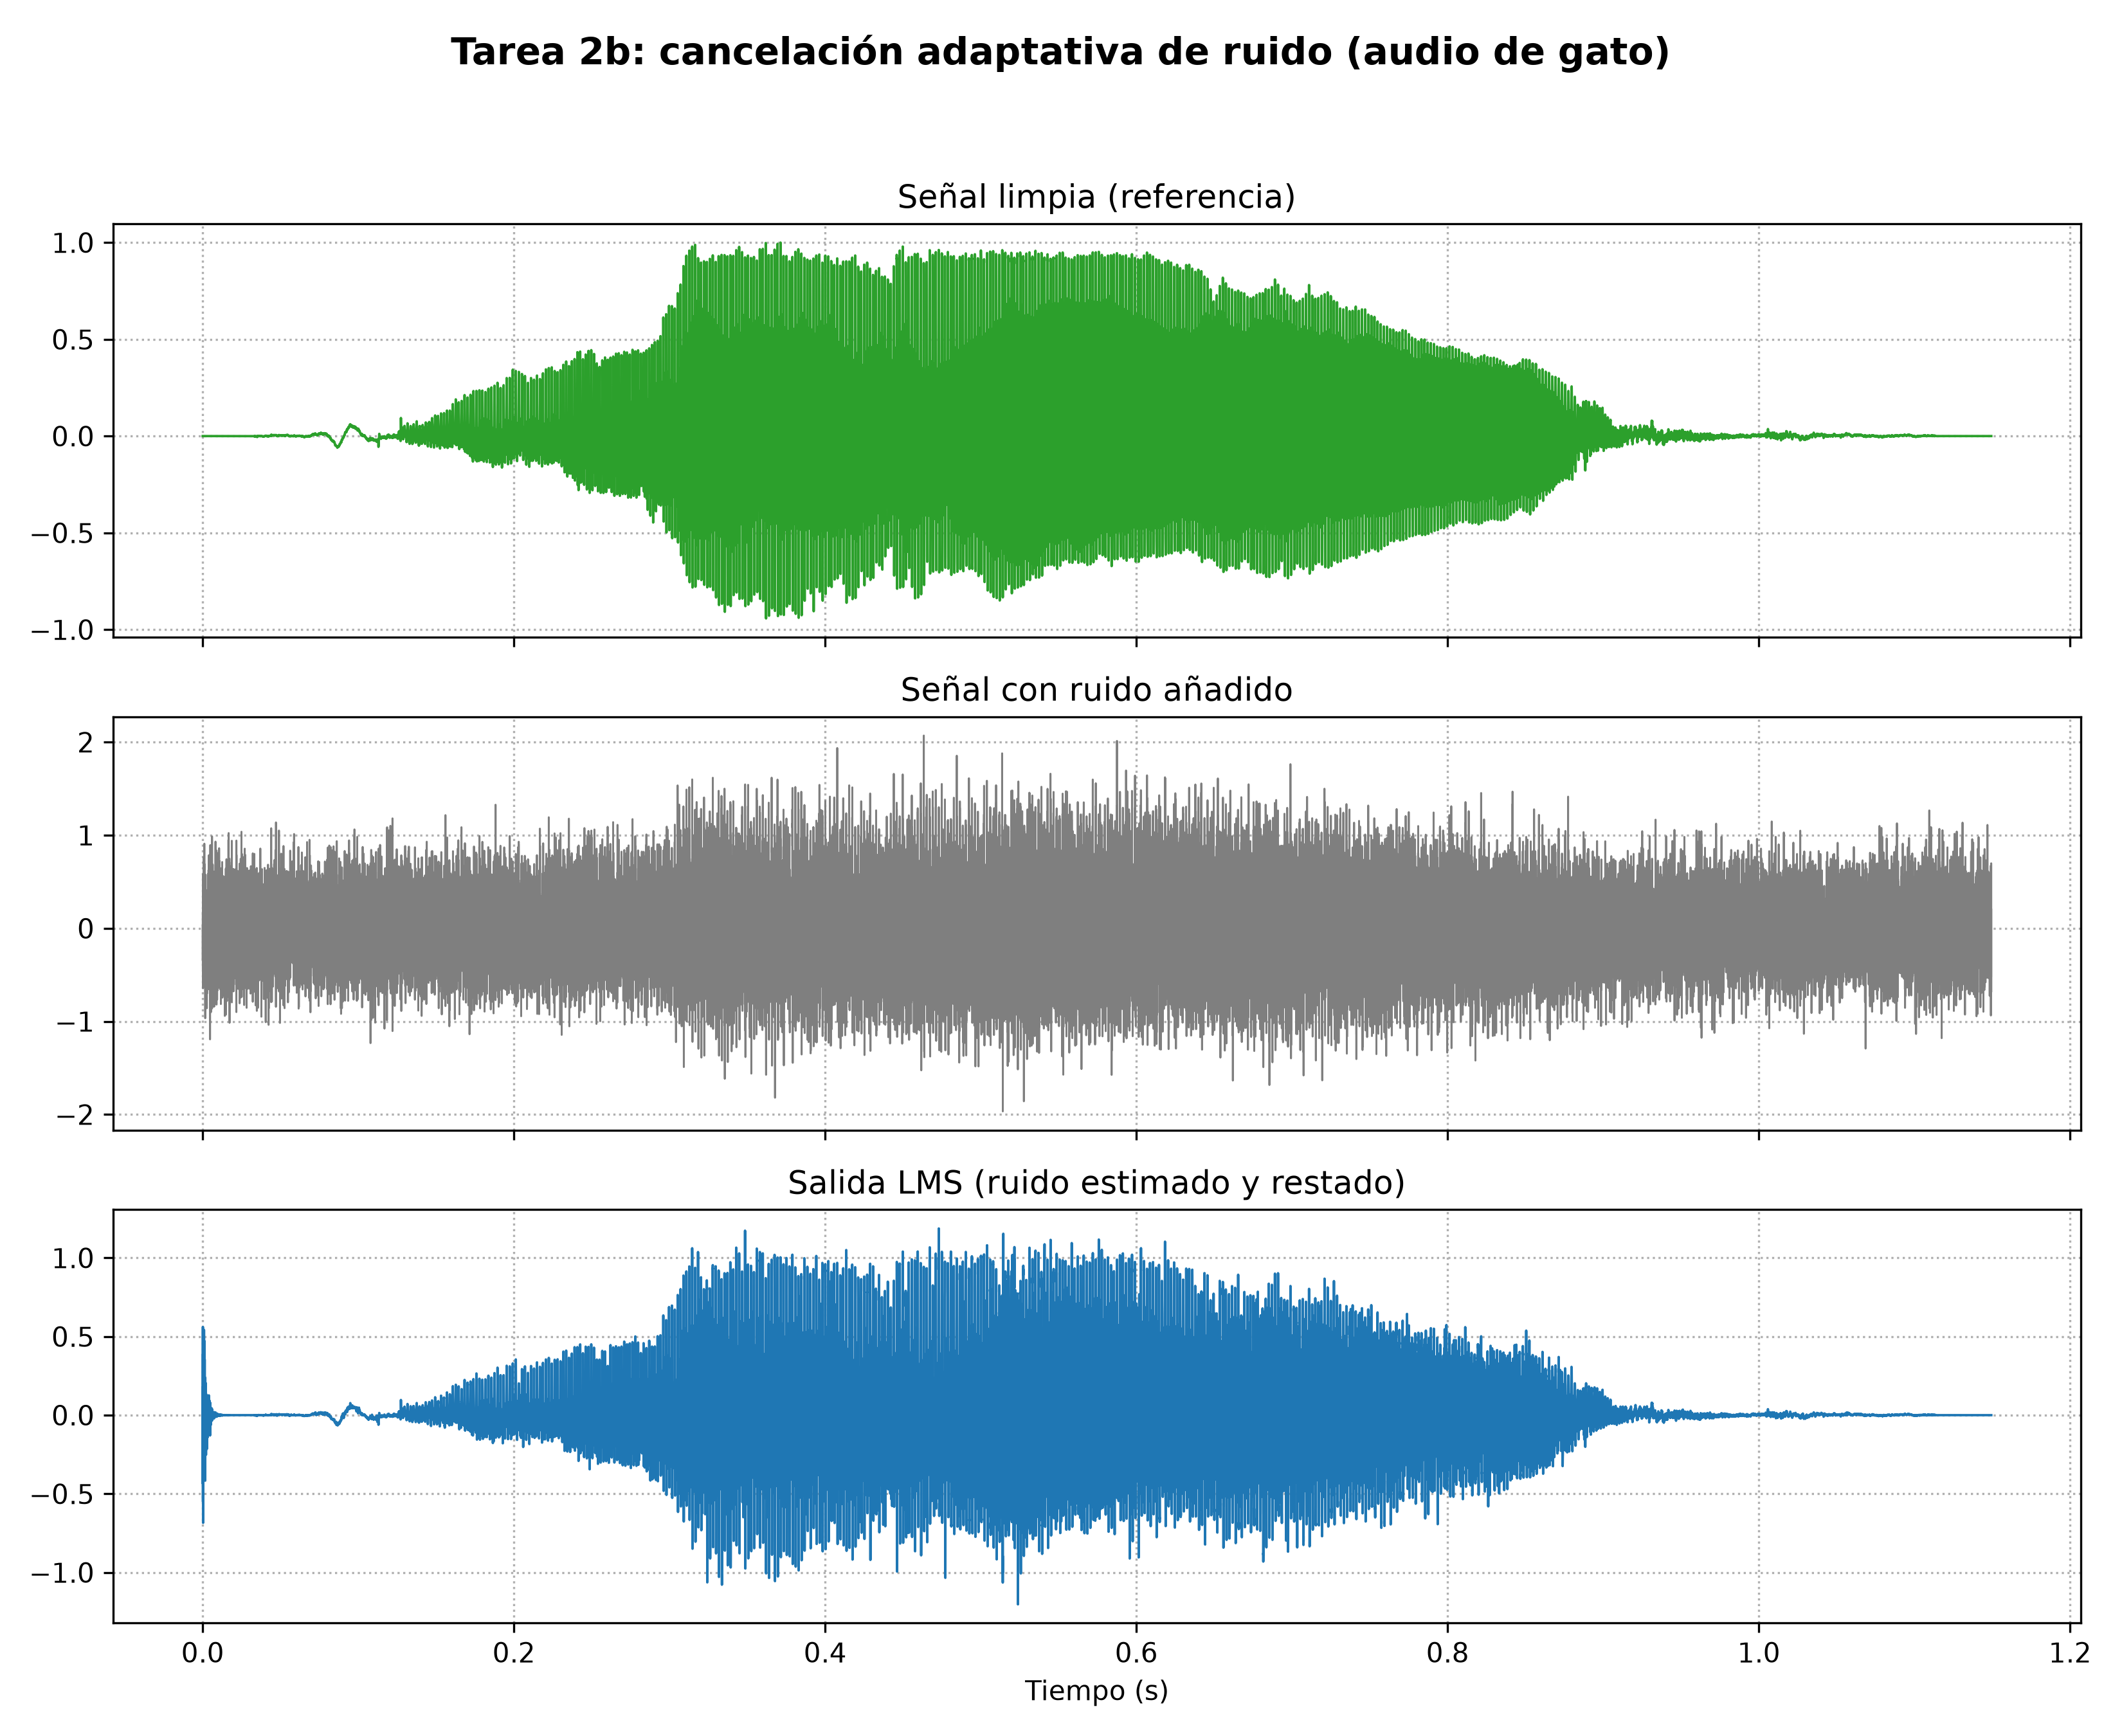 Tarea 2b: cancelación adaptativa de ruido (audio de gato)
Señal limpia (referencia)
1.0
0.5
0.0
−0.5
−1.0
Señal con ruido añadido
2
1
0
−1
−2
Salida LMS (ruido estimado y restado)
1.0
0.5
0.0
−0.5
−1.0
0.0 0.2 0.4 0.6 0.8 1.0 1.2
Tiempo (s)